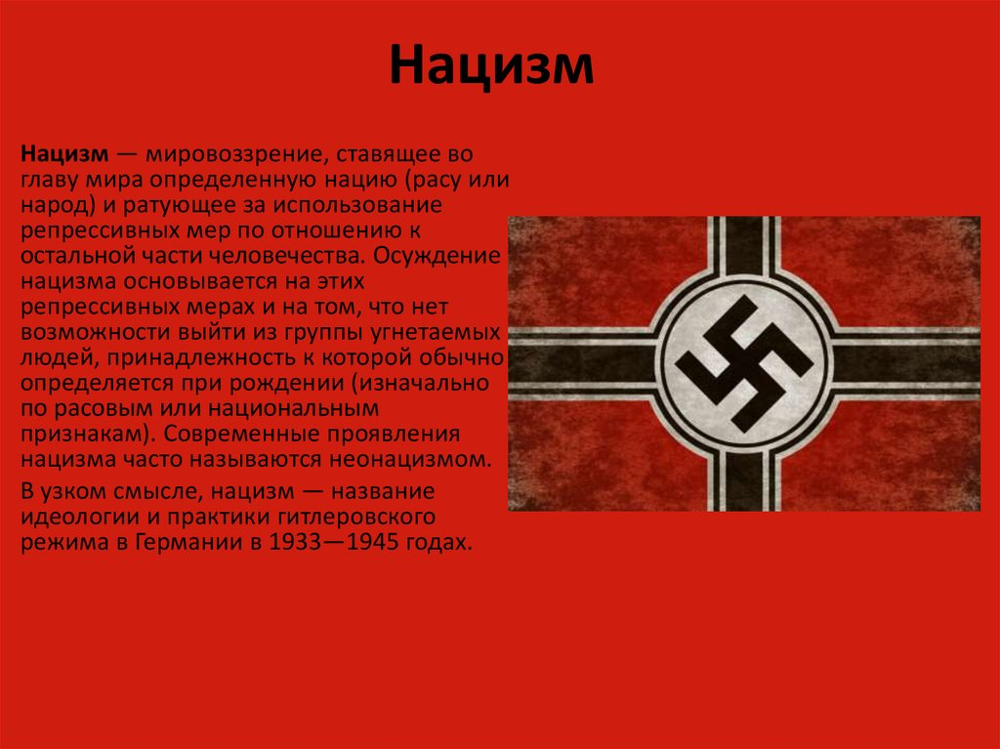 Нацизм
Нацизм — мировоззрение, ставящее во
главу мира определенную нацию (расу или
народ) и ратующее за использование
репрессивных мер по отношению к
остальной части человечества. Осуждение
нацизма основывается на этих
репрессивных мерах и на том, что нет
возможности выйти из группы угнетаемых
людей, принадлежность к которой обычно
определяется при рождении (изначально
по расовым или национальным
признакам). Современные проявления
нацизма часто называются неонацизмом.
В узком смысле, нацизм — название
идеологии и практики гитлеровского
режима в Германии в 1933—1945 годах.